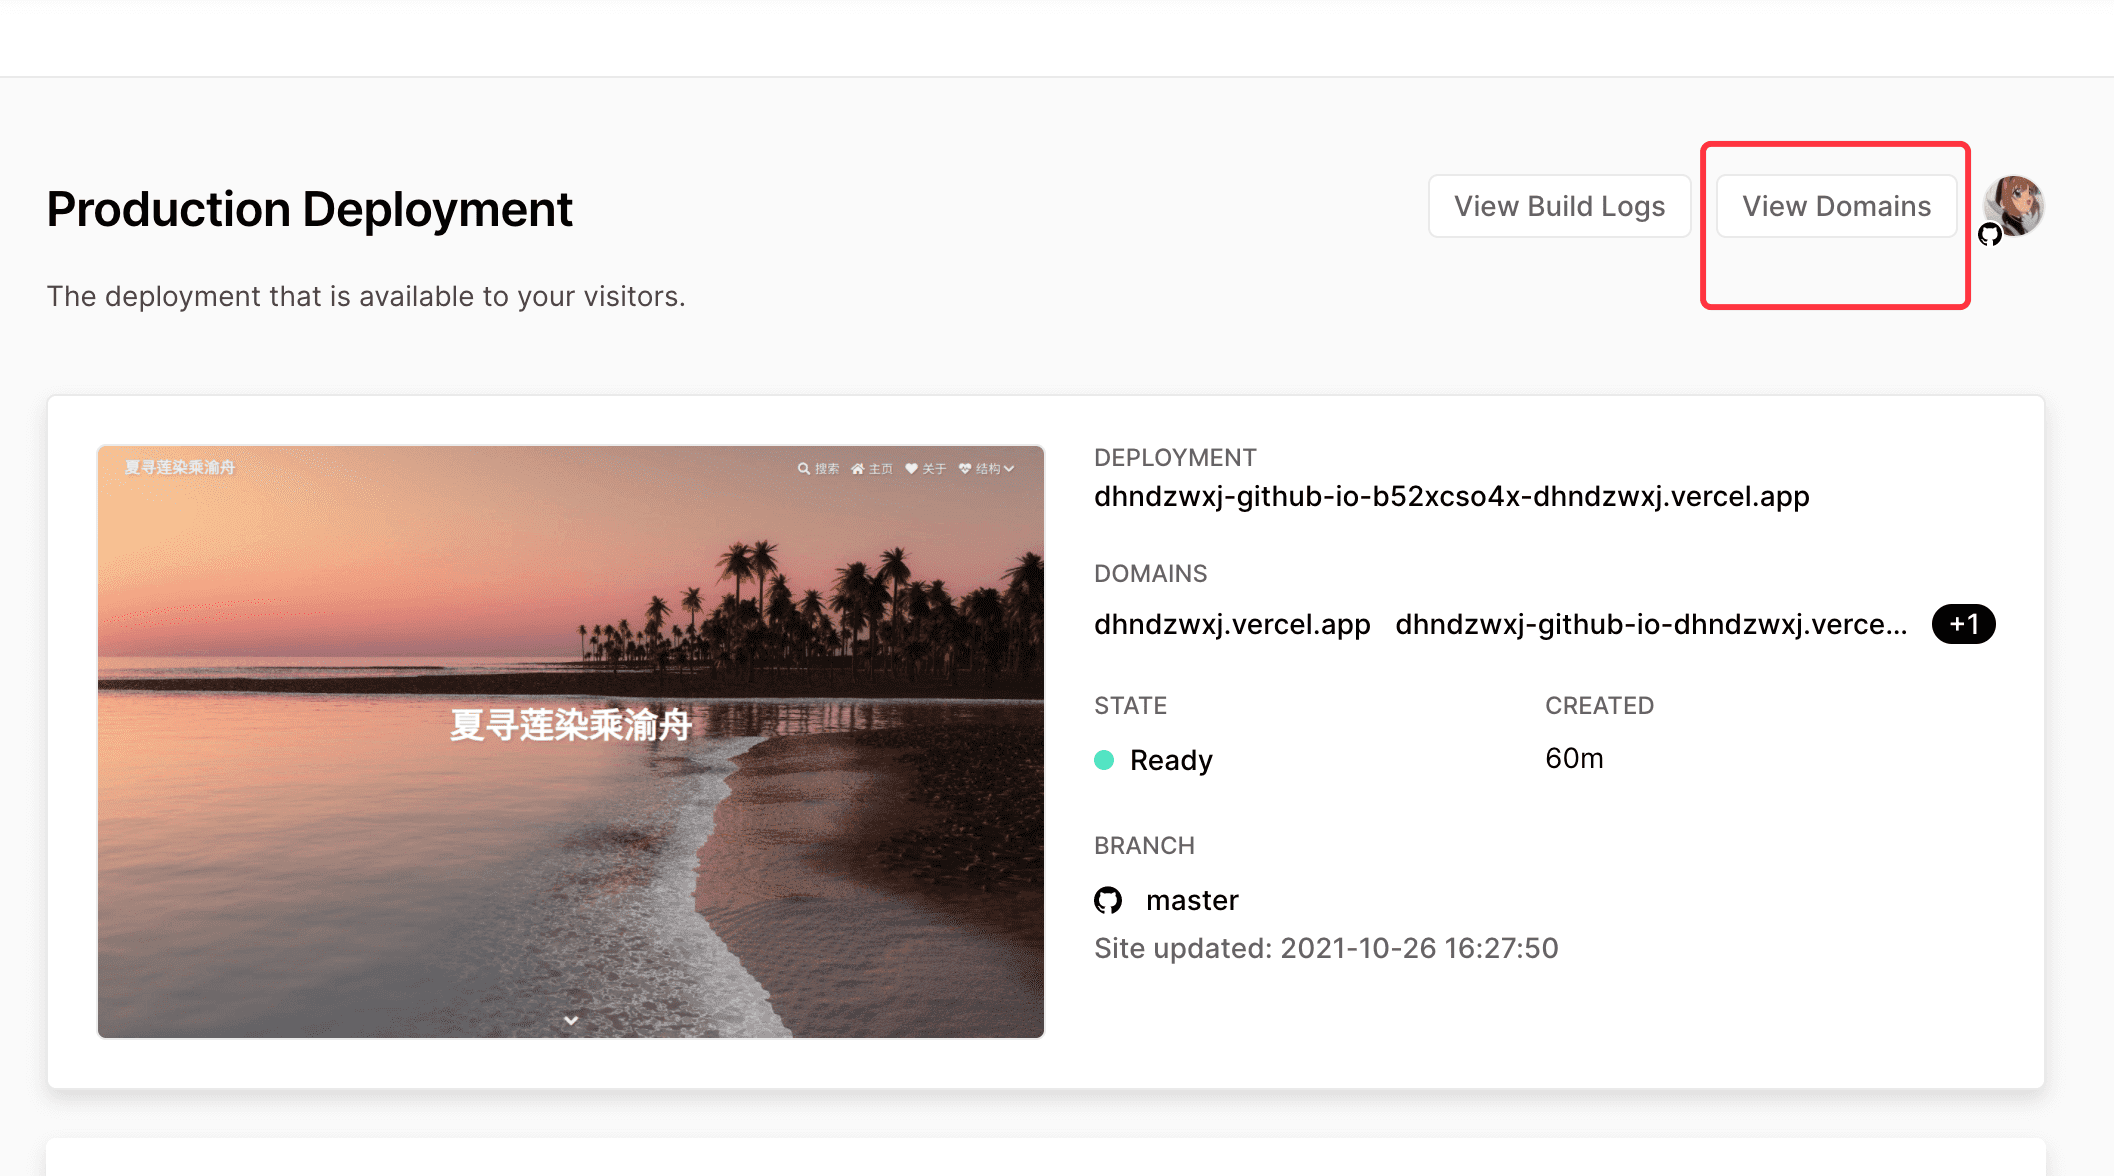 Production Deployment
View Build Logs
View Domains
The deployment that is available to your visitors.
夏寻莲染乘渝舟
搜索 主页 关于 结构
夏寻莲染乘渝舟
DEPLOYMENT
dhndzwxj-github-io-b52xcso4x-dhndzwxj.vercel.app
DOMAINS
dhndzwxj.vercel.app dhndzwxj-github-io-dhndzwxj.verce... +1
STATE
Ready
CREATED
60m
BRANCH
master
Site updated: 2021-10-26 16:27:50